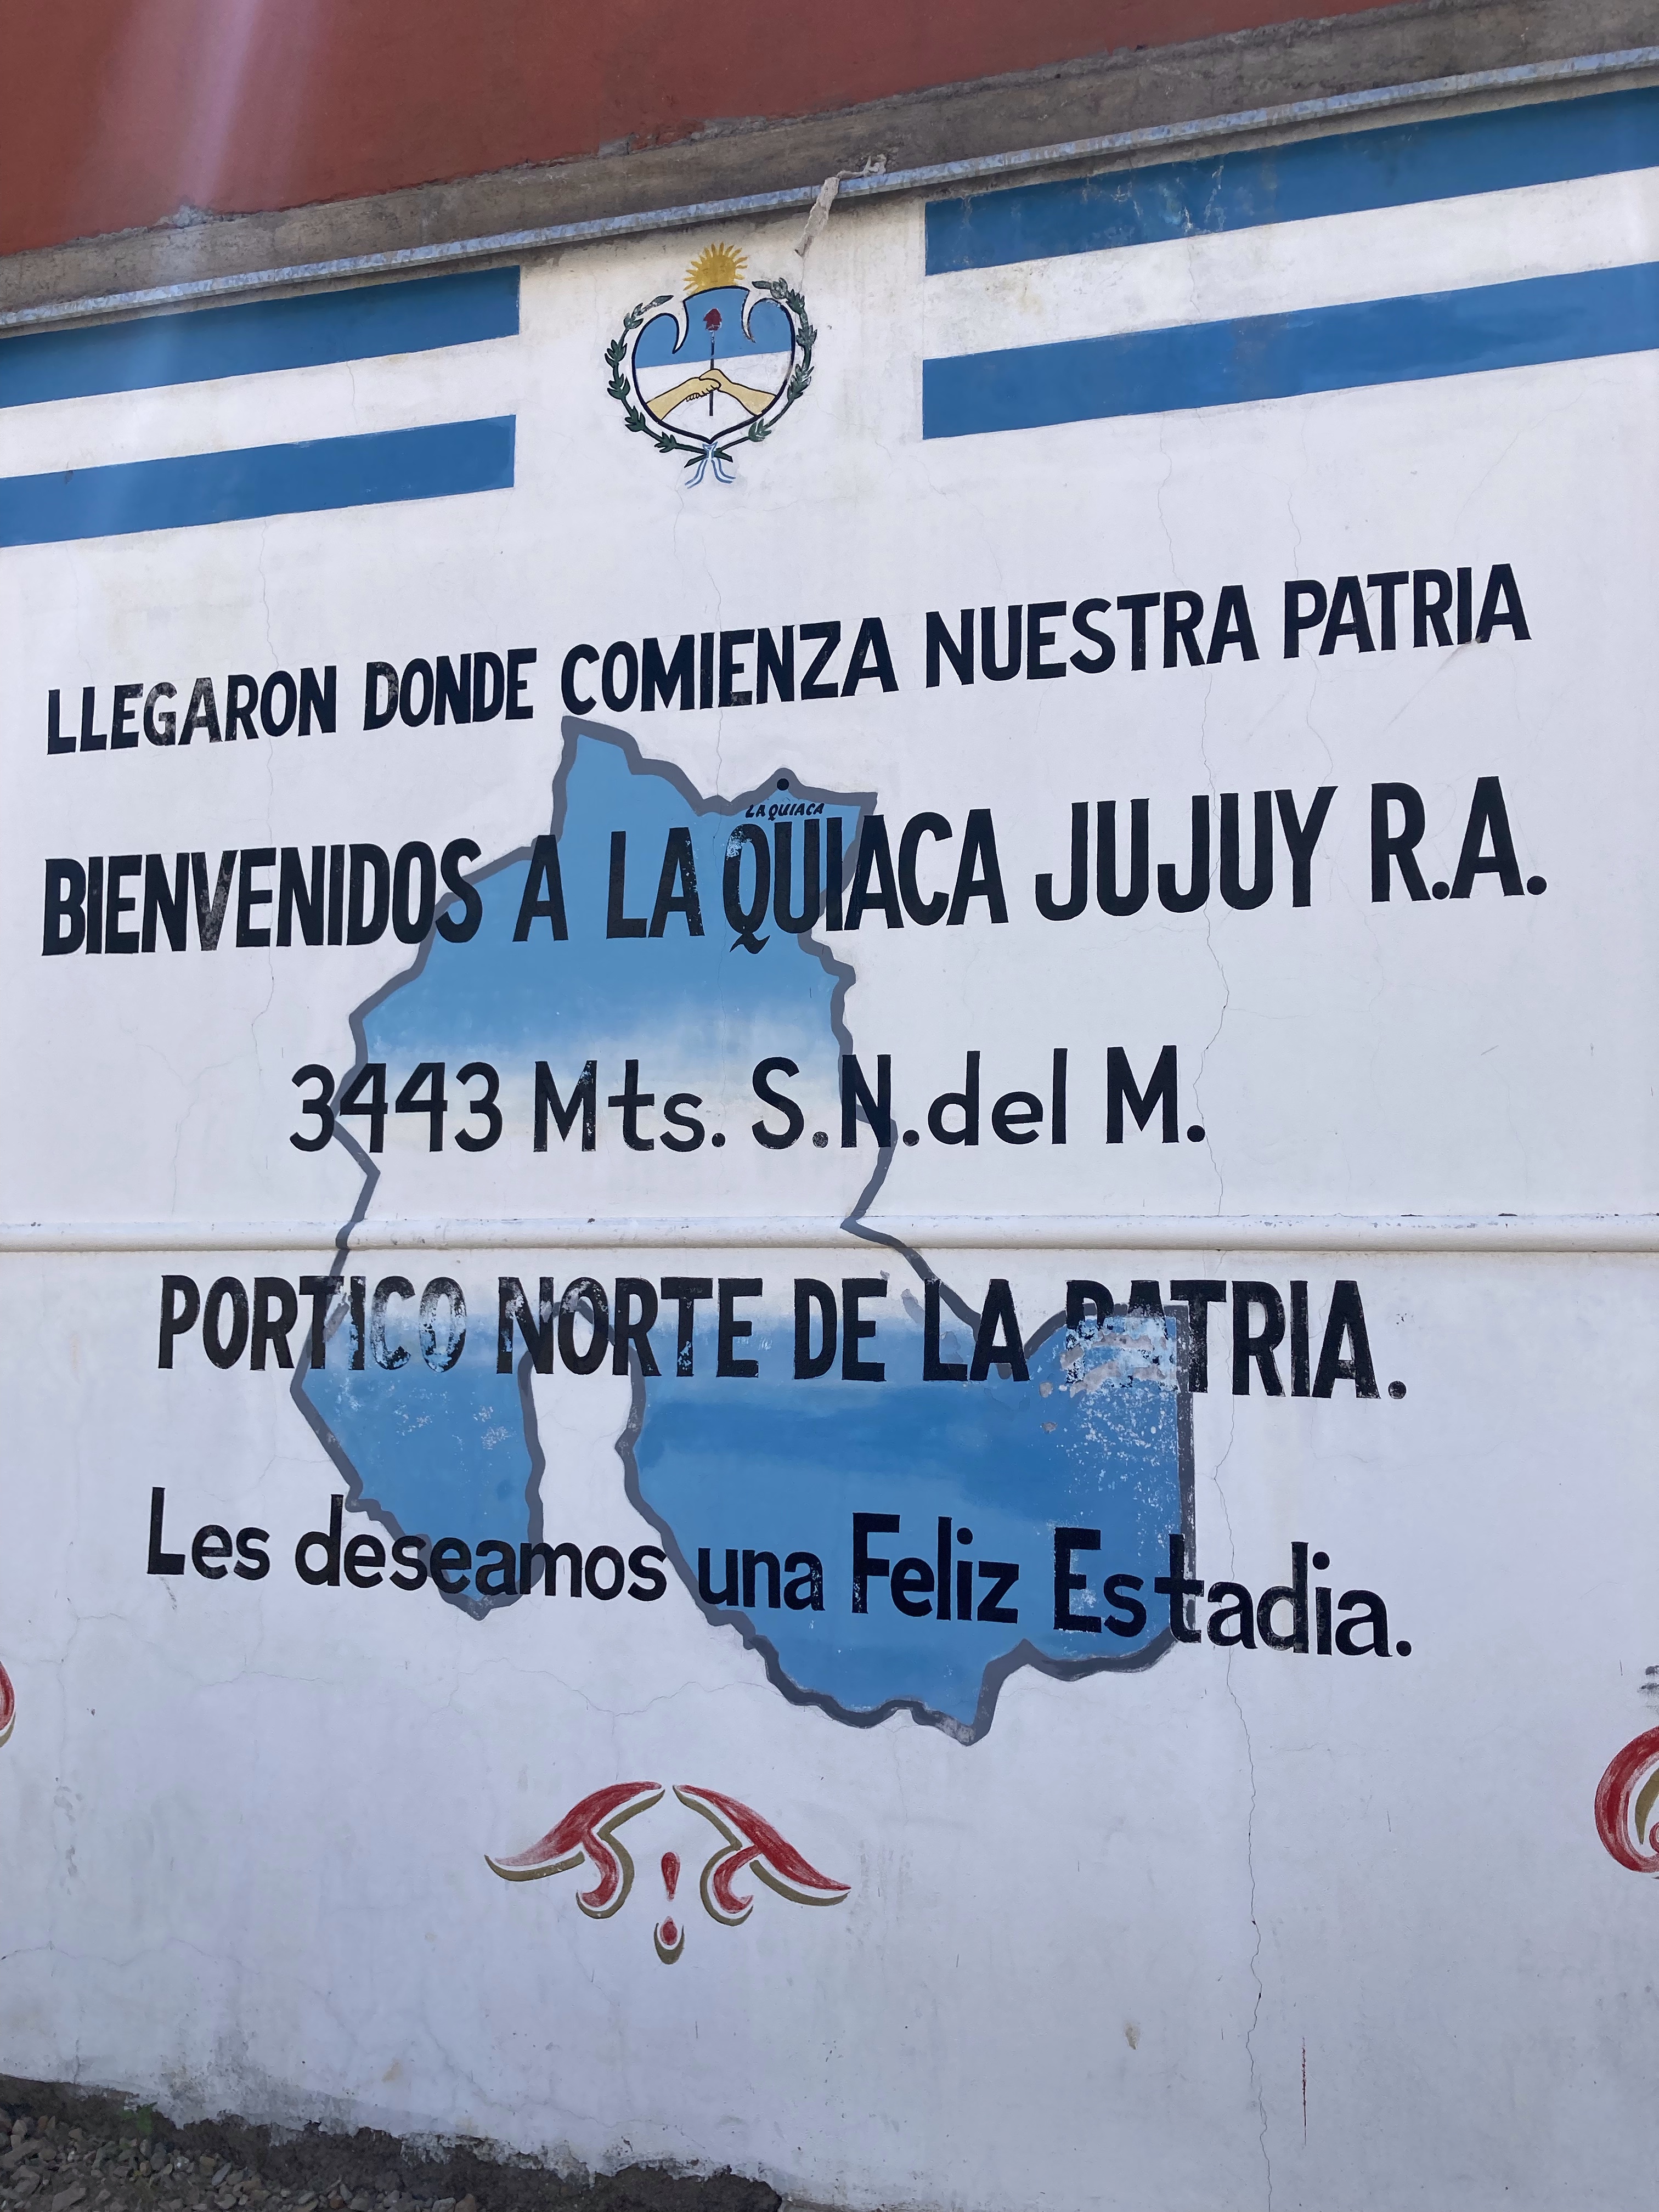 LLEGARON DONDE COMIENZA NUESTRA PATRIA
LA QUIACA
BIENVENIDOS A LA QUIACA JUJUY R.A.
3443 Mts. S.N.del M.
PORTICO NORTE DE LA PATRIA.
Les deseamos una Feliz Estadia.